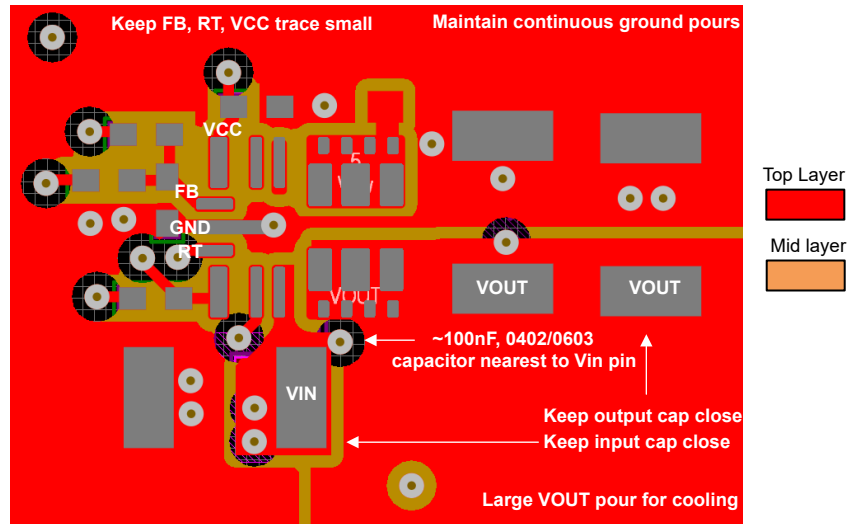 Keep FB, RT, VCC trace small
Maintain continuous ground pours
VCC
5
FB
GND
RT
VOUT
VOUT
VOUT
~100nF, 0402/0603
capacitor nearest to Vin pin
VIN
Keep output cap close
Keep input cap close
Large VOUT pour for cooling
Top Layer
Mid layer